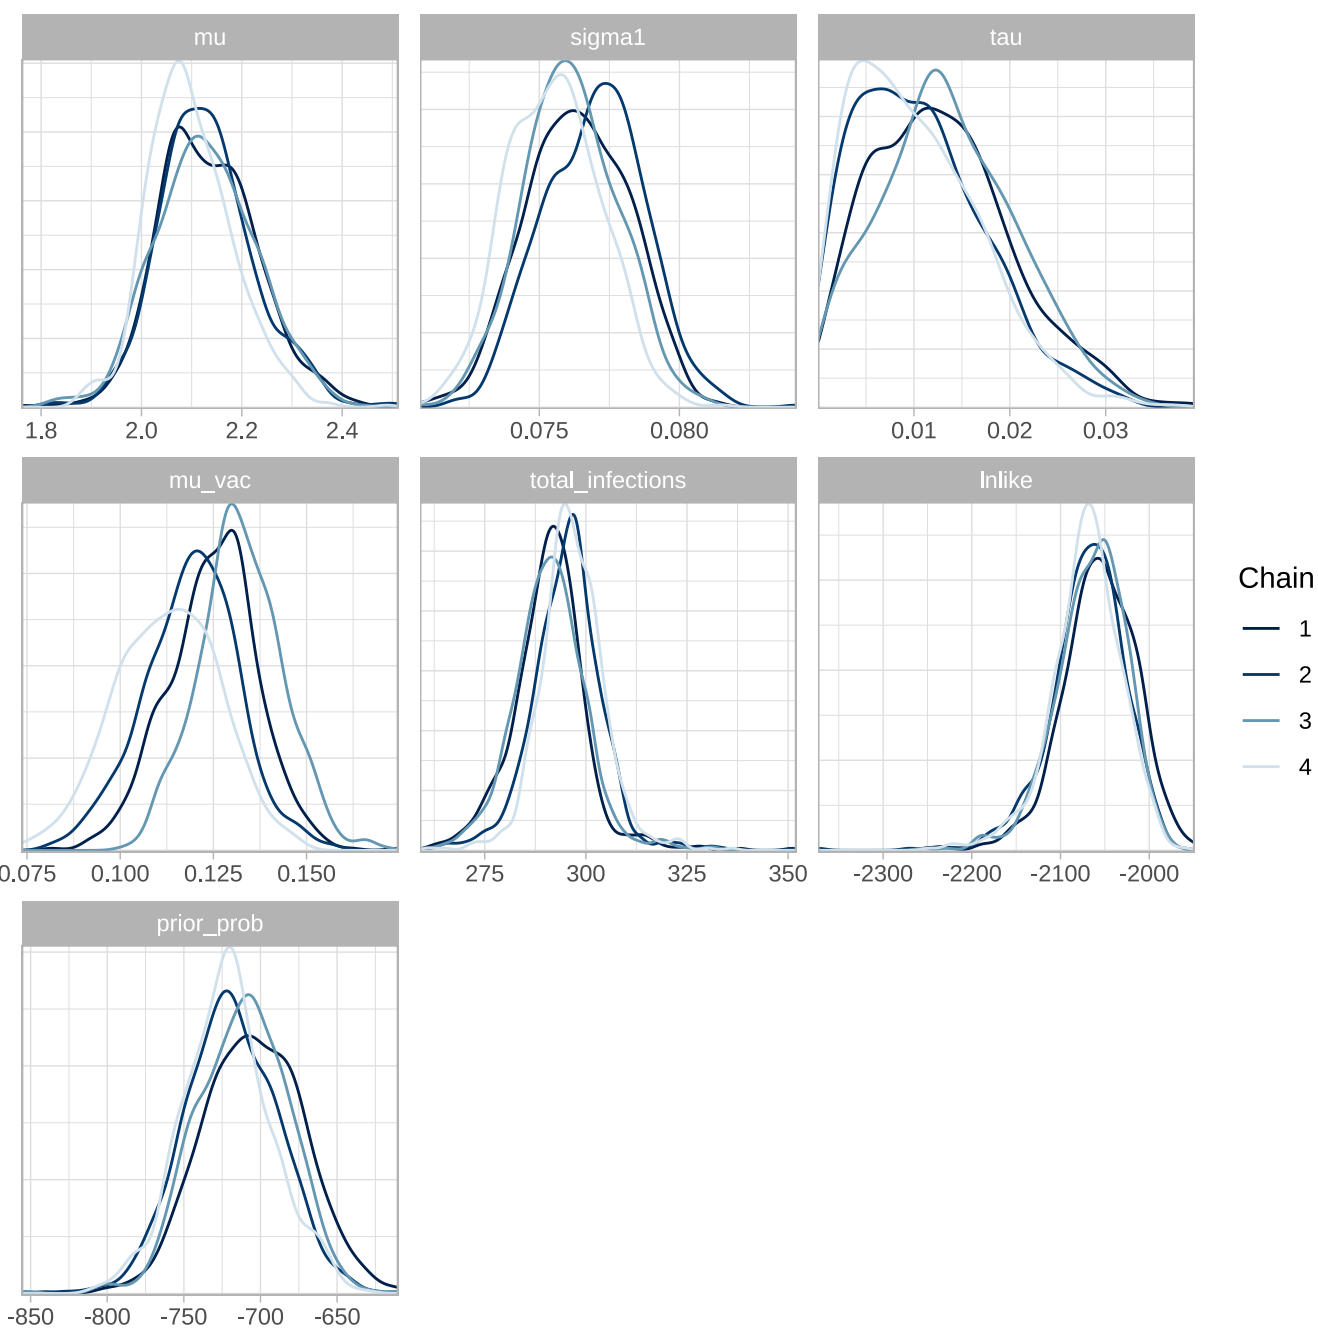 mu sigma1 tau
1.8 2.0 2.2 2.4 0.075 0.080 0.01 0.02 0.03
mu_vac total_infections lnlike
0.075 0.100 0.125 0.150 275 300 325 350 -2300 -2200 -2100 -2000
Chain
1
2
3
4
prior_prob
-850 -800 -750 -700 -650